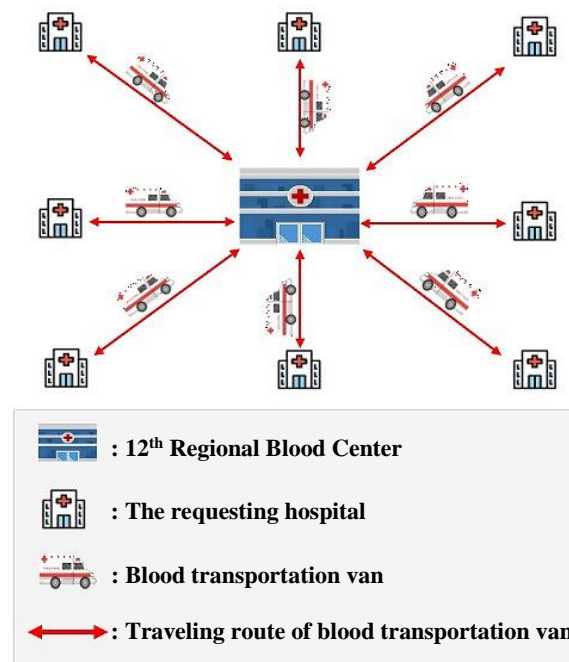 : 12th Regional Blood Center
: The requesting hospital
: Blood transportation van
: Traveling route of blood transportation van